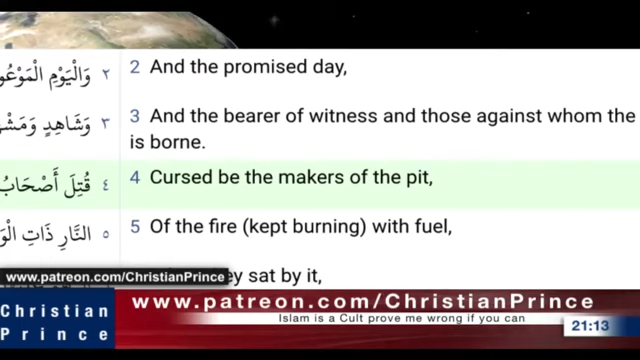 وَالْيَوْمِ الْمَوْعُو ٢ 2 And the promised day,
وَشَاهِدٍ وَمَشْهُ ٣ 3 And the bearer of witness and those against whom the
is borne.
قُتِلَ أَصْحَابُ ٤ 4 Cursed be the makers of the pit,
النَّارِ ذَاتِ الْوَ ٥ 5 Of the fire (kept burning) with fuel,
www.patreon.com/ChristianPrince ey sat by it,
Christian
Prince
www.patreon.com/ChristianPrince
Islam is a Cult prove me wrong if you can
21:13